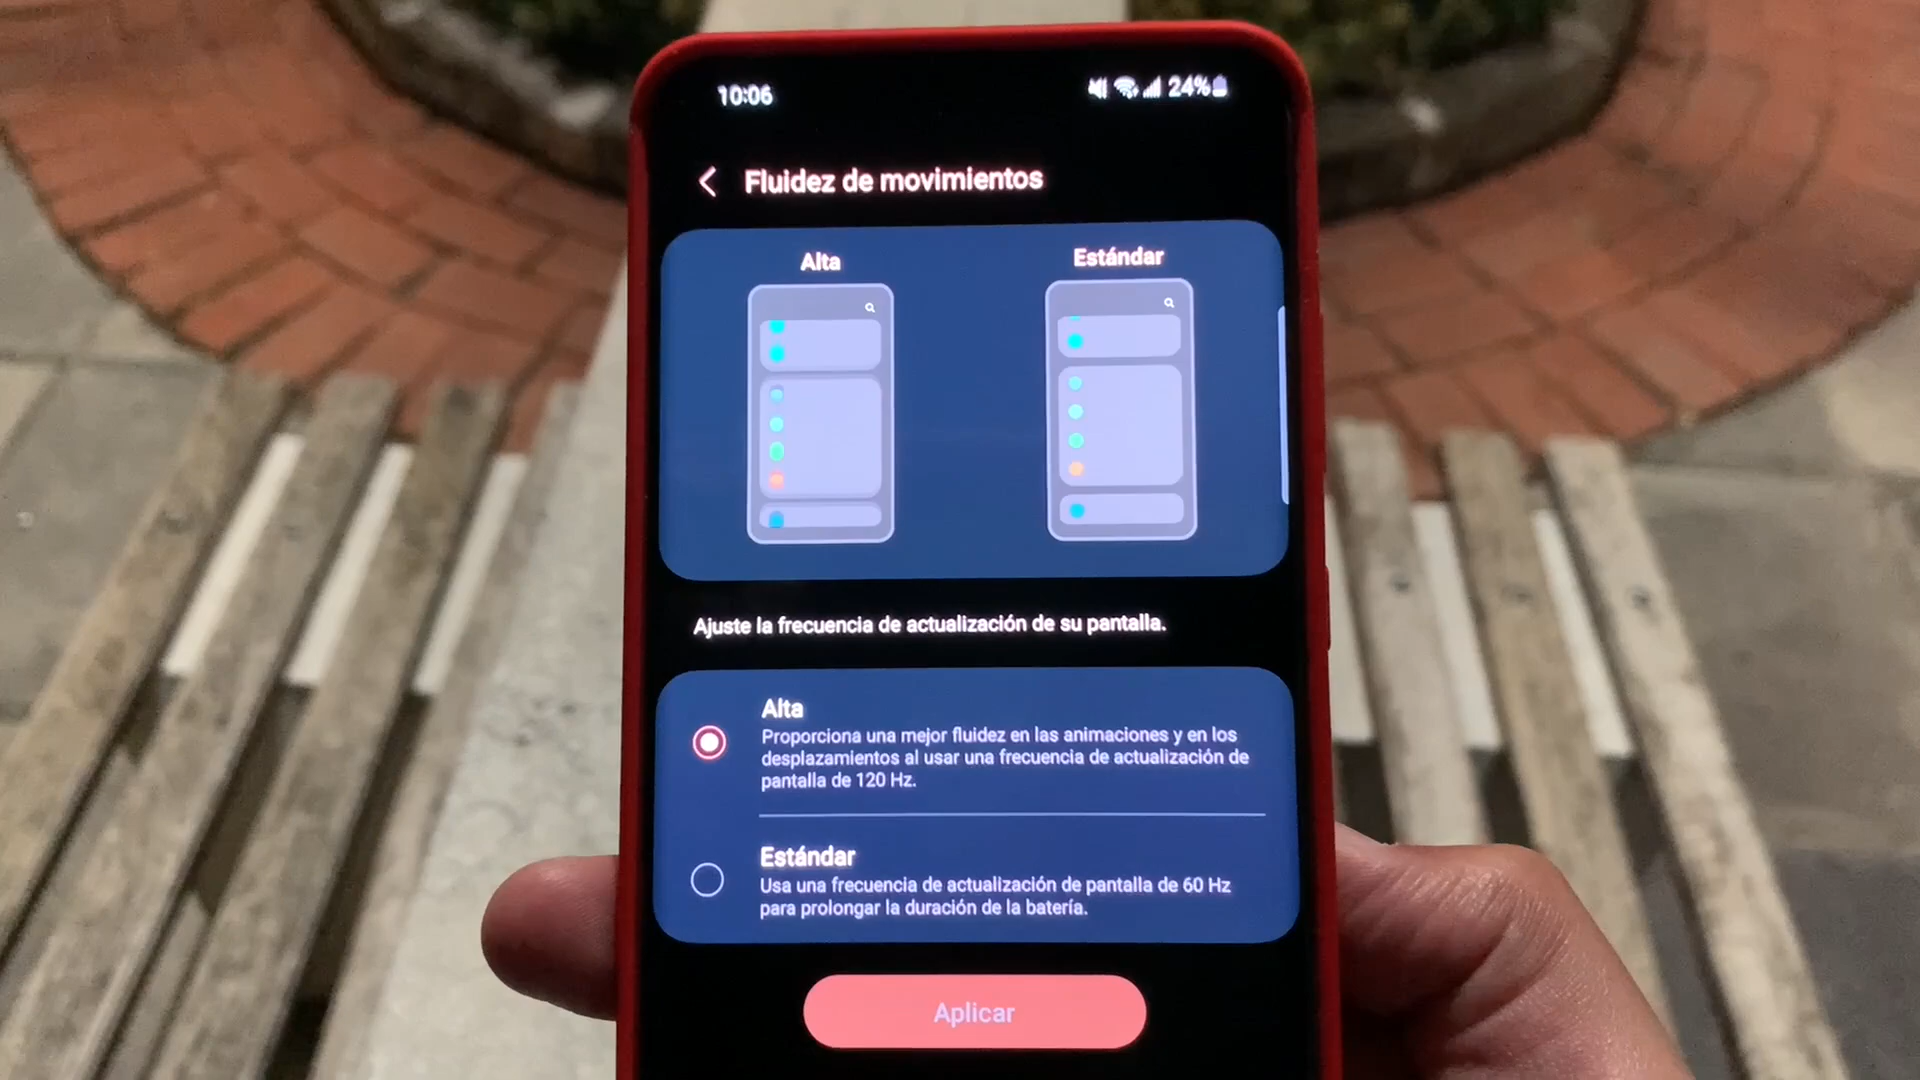 10:06
24%
Fluidez de movimientos
Alta
Estándar
Ajuste la frecuencia de actualización de su pantalla.
Alta
Proporciona una mejor fluidez en las animaciones y en los
desplazamientos al usar una frecuencia de actualización de
pantalla de 120 Hz.
Estándar
Usa una frecuencia de actualización de pantalla de 60 Hz
para prolongar la duración de la batería.
Aplicar